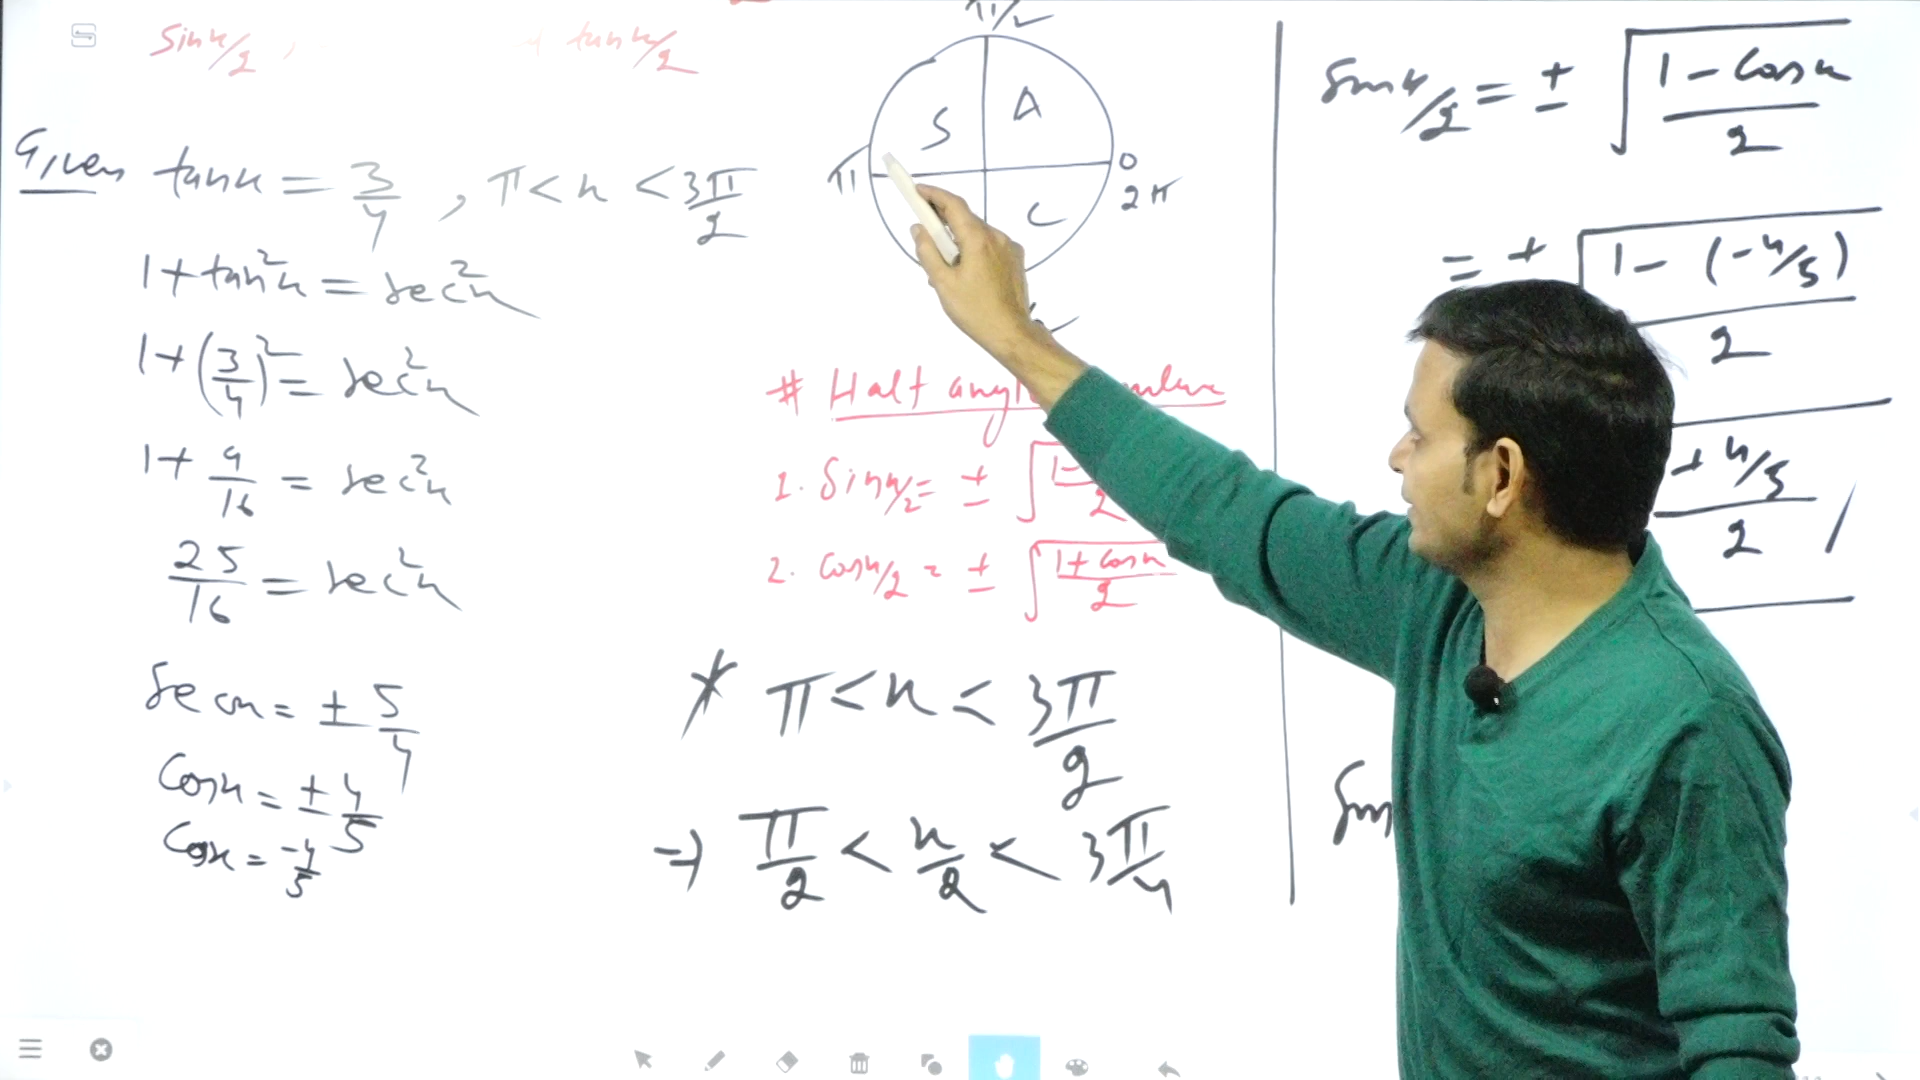 sin x/2 , tan x/2
Given tan x = 3/4 , π < x < 3π/2
1 + tan²x = sec²x
1 + (3/4)² = sec²x
1 + 9/16 = sec²x
25/16 = sec²x
sec x = ± 5/4
cos x = ± 4/5
cos x = -4/5
π/2
S A
π 0
2π
C
# Half angle
1. sin x/2 = ± √ 1- / 2
2. cos x/2 = ± √ 1 + cos x / 2
* π < x < 3π/2
⇒ π/2 < x/2 < 3π/4
sin x/2 = ± √ 1 - cos x / 2
= ± √ 1 - (-4/5) / 2
+ 4/5 / 2
sin